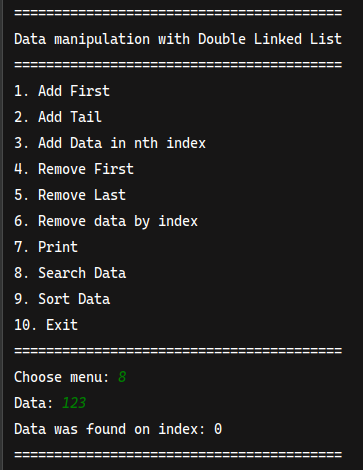 =========================================
Data manipulation with Double Linked List
=========================================
1. Add First
2. Add Tail
3. Add Data in nth index
4. Remove First
5. Remove Last
6. Remove data by index
7. Print
8. Search Data
9. Sort Data
10. Exit
=========================================
Choose menu: 8
Data: 123
Data was found on index: 0
=========================================